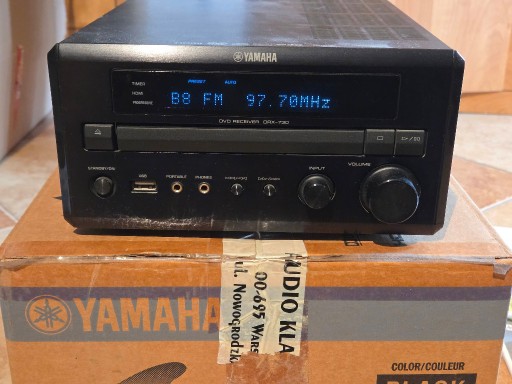 YAMAHA
PRESET AUTO
TIMER
B8 FM 97.70MHz
DVD RECEIVER DRX-730
STANDBY/ON
USB
PORTABLE
PHONES
INPUT
VOLUME
YAMAHA
AUDIO KLA
00-695 WARS
ul. Nowogrodzk
COLOR/COULEUR
BLACK